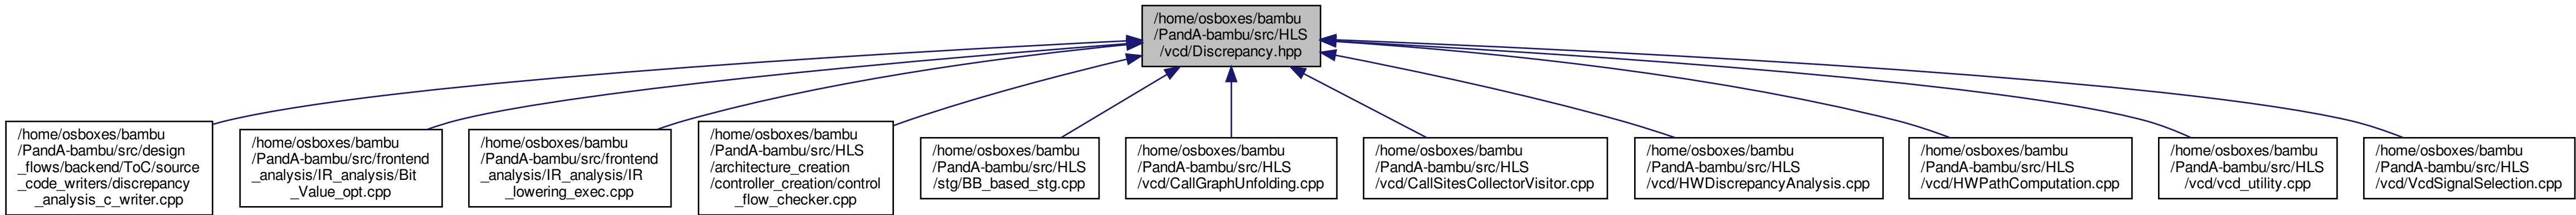 /home/osboxes/bambu
/PandA-bambu/src/HLS
/vcd/Discrepancy.hpp
/home/osboxes/bambu
/PandA-bambu/src/design
_flows/backend/ToC/source
_code_writers/discrepancy
_analysis_c_writer.cpp
/home/osboxes/bambu
/PandA-bambu/src/frontend
_analysis/IR_analysis/Bit
_Value_opt.cpp
/home/osboxes/bambu
/PandA-bambu/src/frontend
_analysis/IR_analysis/IR
_lowering_exec.cpp
/home/osboxes/bambu
/PandA-bambu/src/HLS
/architecture_creation
/controller_creation/control
_flow_checker.cpp
/home/osboxes/bambu
/PandA-bambu/src/HLS
/stg/BB_based_stg.cpp
/home/osboxes/bambu
/PandA-bambu/src/HLS
/vcd/CallGraphUnfolding.cpp
/home/osboxes/bambu
/PandA-bambu/src/HLS
/vcd/CallSitesCollectorVisitor.cpp
/home/osboxes/bambu
/PandA-bambu/src/HLS
/vcd/HWDiscrepancyAnalysis.cpp
/home/osboxes/bambu
/PandA-bambu/src/HLS
/vcd/HWPathComputation.cpp
/home/osboxes/bambu
/PandA-bambu/src/HLS
/vcd/vcd_utility.cpp
/home/osboxes/bambu
/PandA-bambu/src/HLS
/vcd/VcdSignalSelection.cpp